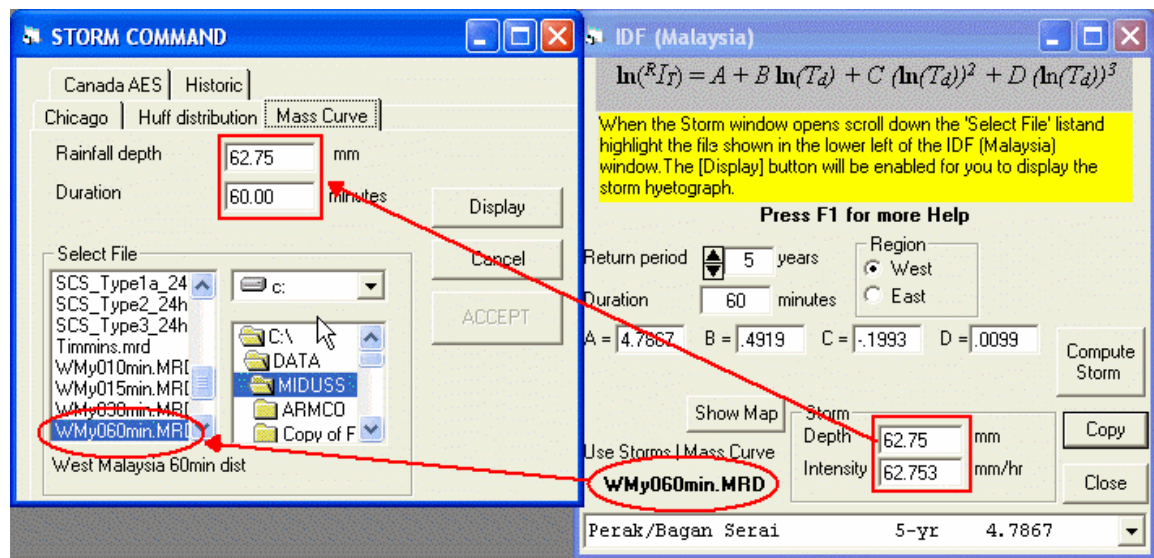 STORM COMMAND
Canada AES Historic
Chicago Huff distribution Mass Curve
Rainfall depth 62.75 mm
Duration 60.00 minutes
Display
Select File
Cancel
SCS_Type1a_24
SCS_Type2_24h
SCS_Type3_24h
Timmins.mrd
WMy010min.MR
WMy015min.MR
WMy030min.MR
WMy060min.MR
c:
C:\
DATA
MIDUSS
ARMCO
Copy of F
ACCEPT
West Malaysia 60min dist
IDF (Malaysia)
ln(ᴿIT) = A + B ln(Td) + C (ln(Td))² + D (ln(Td))³
When the Storm window opens scroll down the 'Select File' listand
highlight the file shown in the lower left of the IDF (Malaysia)
window.The [Display] button will be enabled for you to display the
storm hyetograph.
Press F1 for more Help
Return period 5 years
Region
West
East
Duration 60 minutes
A = 4.7867 B = .4919 C = -.1993 D = .0099
Compute
Storm
Show Map
Storm
Depth 62.75 mm
Intensity 62.753 mm/hr
Copy
Close
Use Storms | Mass Curve
WMy060min.MRD
Perak/Bagan Serai 5-yr 4.7867